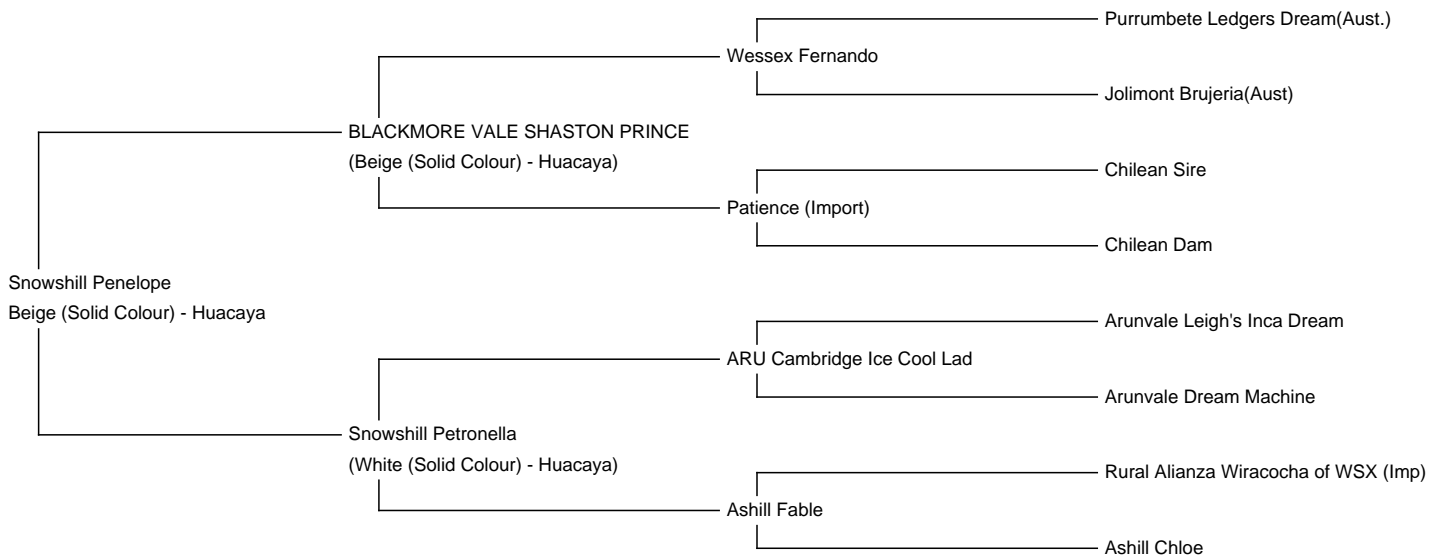 Purrumbete Ledgers Dream(Aust.)
Wessex Fernando
Jolimont Brujeria(Aust)
BLACKMORE VALE SHASTON PRINCE
(Beige (Solid Colour) - Huacaya)
Chilean Sire
Patience (Import)
Chilean Dam
Snowshill Penelope
Beige (Solid Colour) - Huacaya
Arunvale Leigh's Inca Dream
ARU Cambridge Ice Cool Lad
Arunvale Dream Machine
Snowshill Petronella
(White (Solid Colour) - Huacaya)
Rural Alianza Wiracocha of WSX (Imp)
Ashill Fable
Ashill Chloe